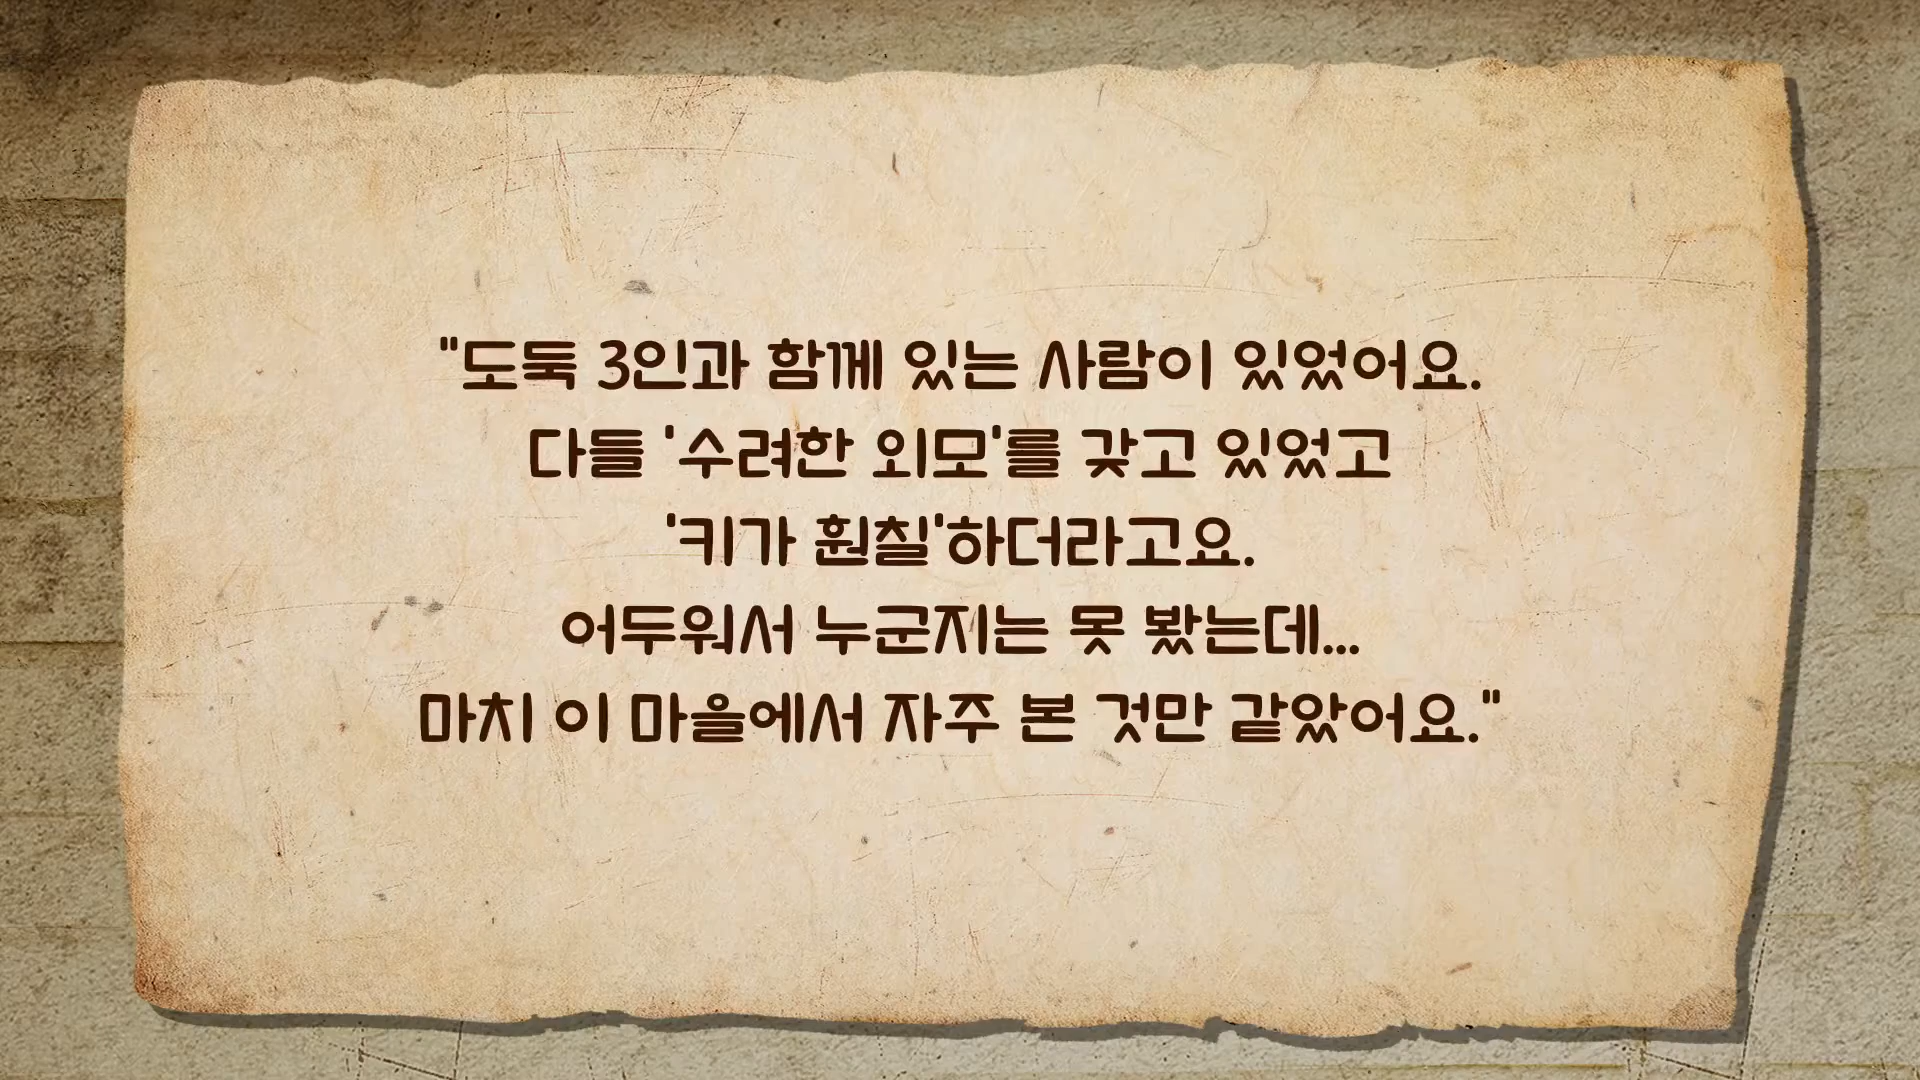 "도둑 3인과 함께 있는 사람이 있었어요.
다들 '수려한 외모'를 갖고 있었고
'키가 훤칠'하더라고요.
어두워서 누군지는 못 봤는데...
마치 이 마을에서 자주 본 것만 같았어요."